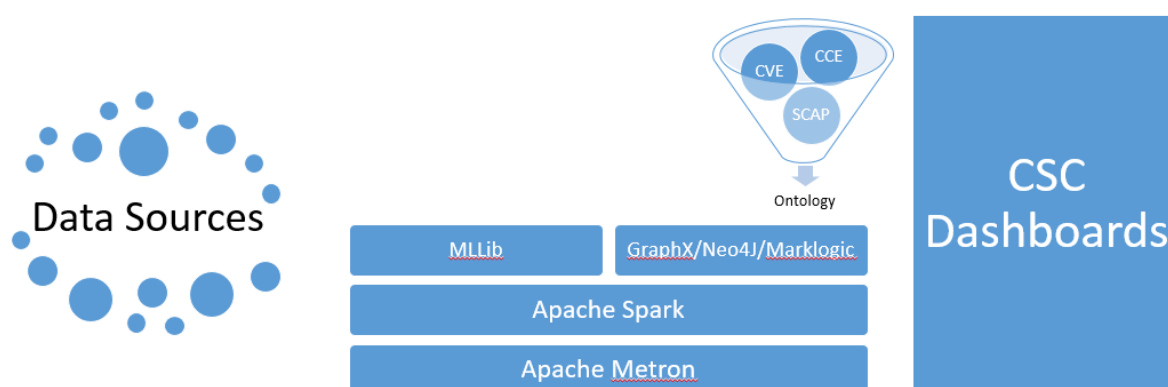 CVE
CCE
SCAP
Ontology
Data Sources
MLLib
GraphX/Neo4J/Marklogic
Apache Spark
Apache Metron
CSC
Dashboards